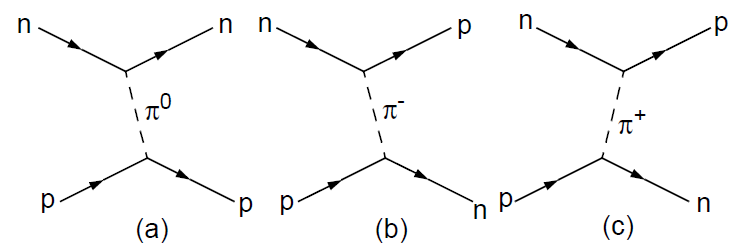 n n n p n p
π⁰ π⁻ π⁺
p p p n p n
(a) (b) (c)